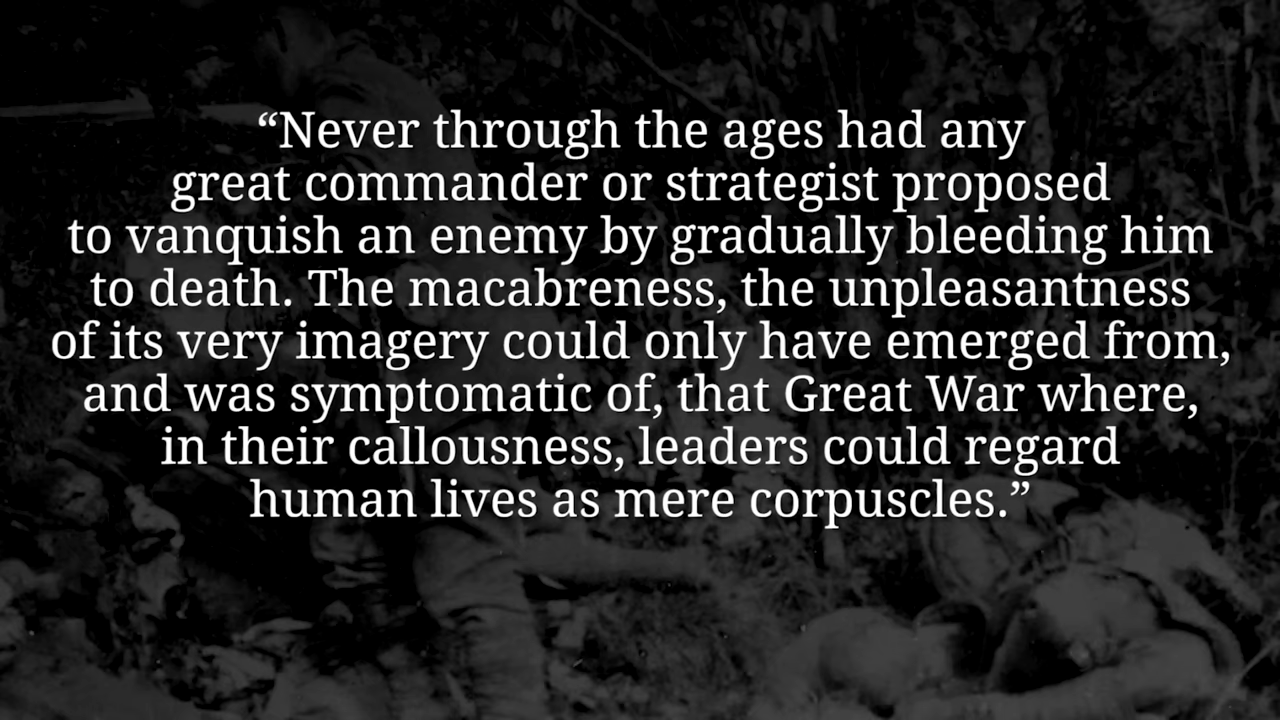 “Never through the ages had any
great commander or strategist proposed
to vanquish an enemy by gradually bleeding him
to death. The macabreness, the unpleasantness
of its very imagery could only have emerged from,
and was symptomatic of, that Great War where,
in their callousness, leaders could regard
human lives as mere corpuscles.”